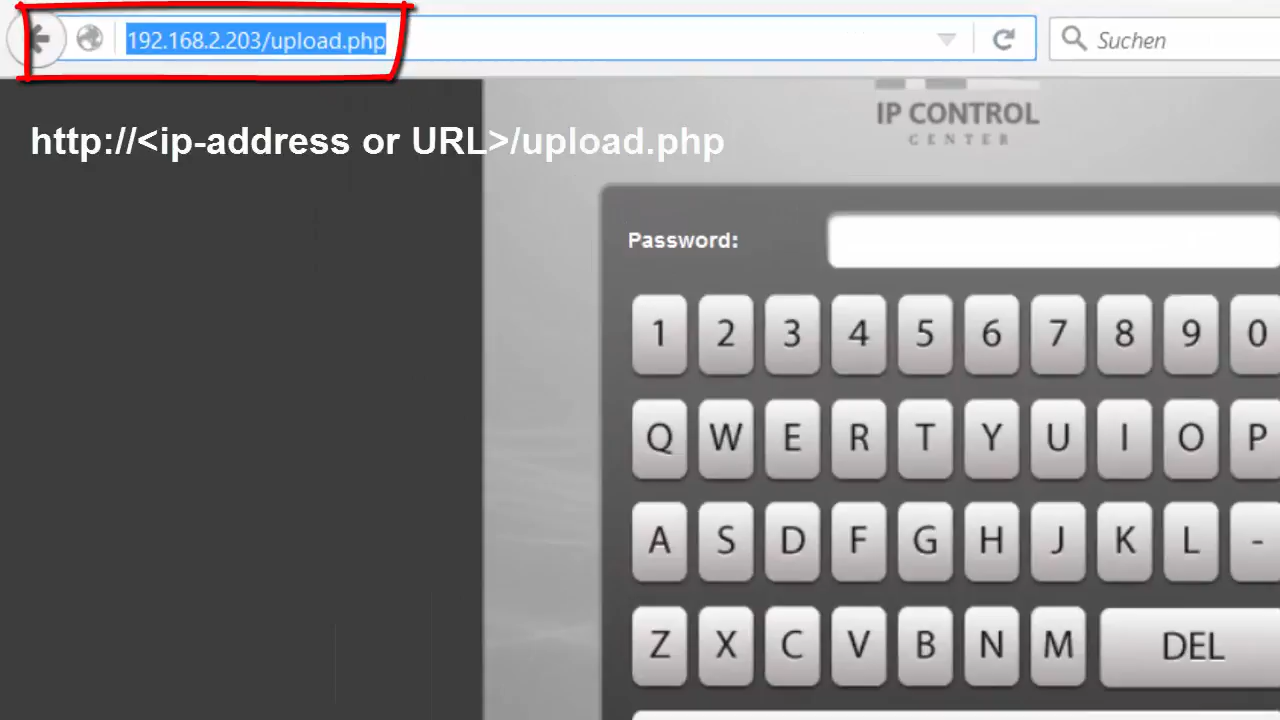 192.168.2.203/upload.php
Suchen
IP CONTROL
CENTER
http://<ip-address or URL>/upload.php
Password:
1 2 3 4 5 6 7 8 9 0
Q W E R T Y U I O P
A S D F G H J K L -
Z X C V B N M DEL